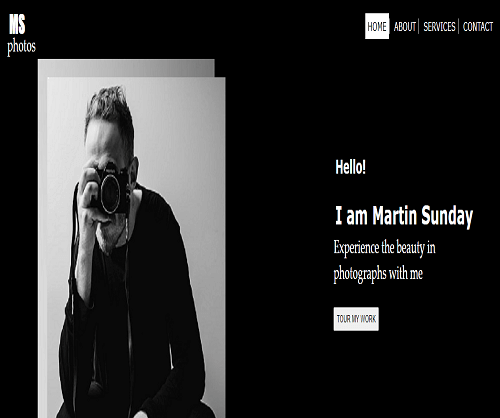 MS
photos
HOME ABOUT SERVICES CONTACT
Hello!
I am Martin Sunday
Experience the beauty in
photographs with me
TOUR MY WORK